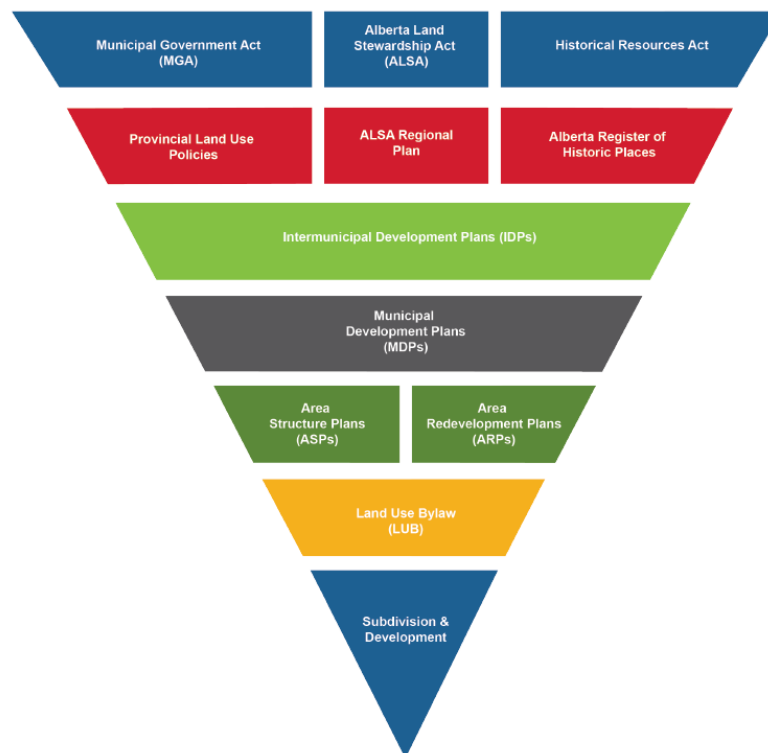 Municipal Government Act
(MGA)
Alberta Land
Stewardship Act
(ALSA)
Historical Resources Act
Provincial Land Use
Policies
ALSA Regional
Plan
Alberta Register of
Historic Places
Intermunicipal Development Plans (IDPs)
Municipal
Development Plans
(MDPs)
Area
Structure Plans
(ASPs)
Area
Redevelopment Plans
(ARPs)
Land Use Bylaw
(LUB)
Subdivision &
Development